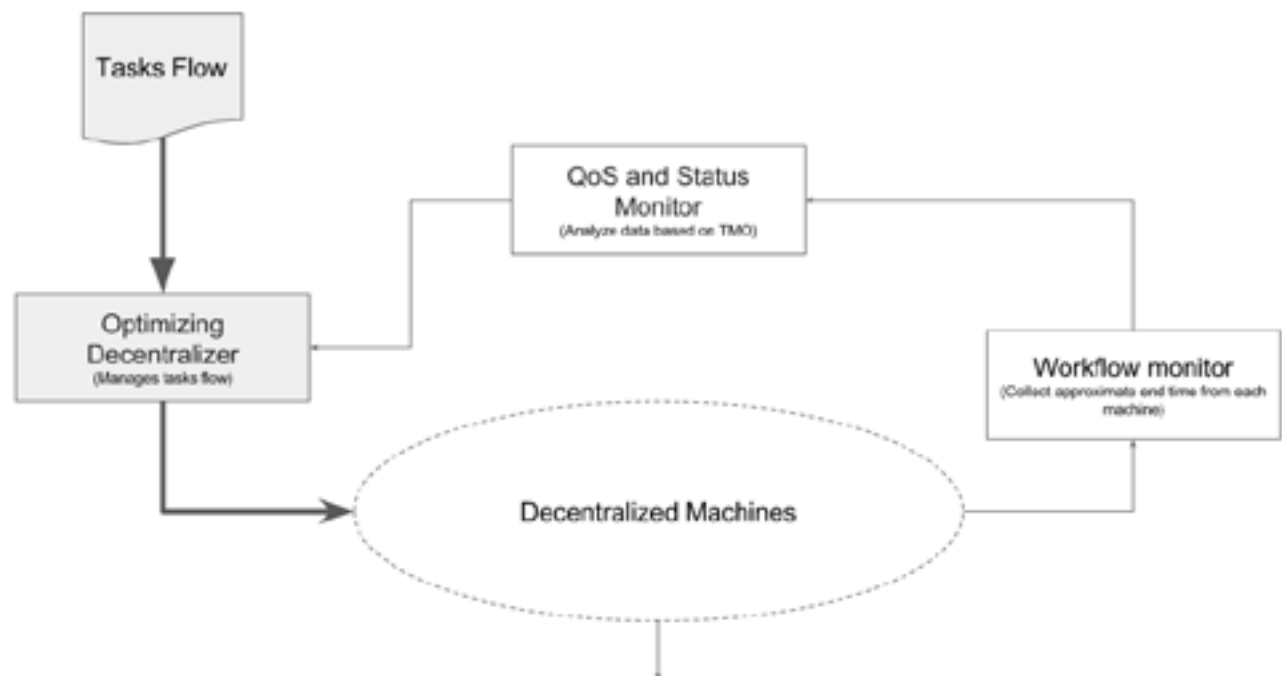 Tasks Flow
QoS and Status
Monitor
(Analyze data based on TMO)
Optimizing
Decentralizer
(Manages tasks flow)
Workflow monitor
(Collect approximate end time from each
machine)
Decentralized Machines